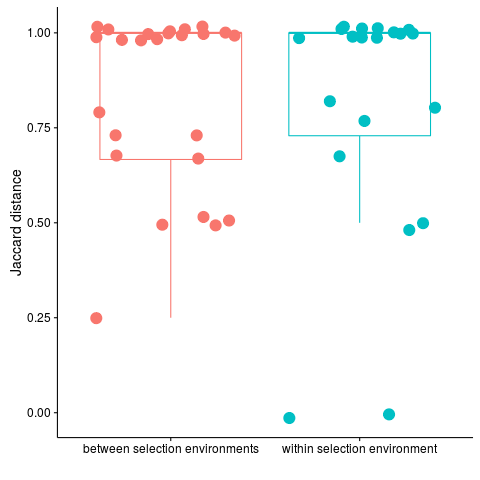 1.00
0.75
0.50
0.25
0.00
Jaccard distance
between selection environments
within selection environment